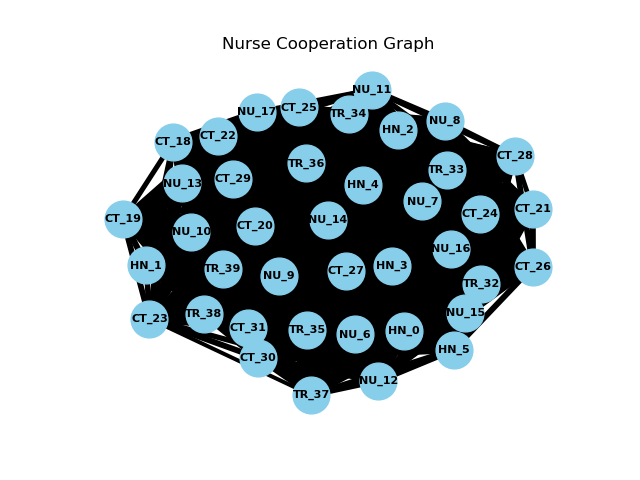 Nurse Cooperation Graph
NU_11
CT_25
NU_17
TR_34
NU_8
HN_2
CT_22
CT_18
CT_28
TR_36
TR_33
CT_29
NU_13
HN_4
NU_7
CT_21
CT_24
CT_19
NU_14
CT_20
NU_10
NU_16
HN_1
HN_3
CT_26
TR_39
CT_27
NU_9
TR_32
NU_15
TR_38
CT_23
CT_31
TR_35
HN_0
NU_6
HN_5
CT_30
NU_12
TR_37